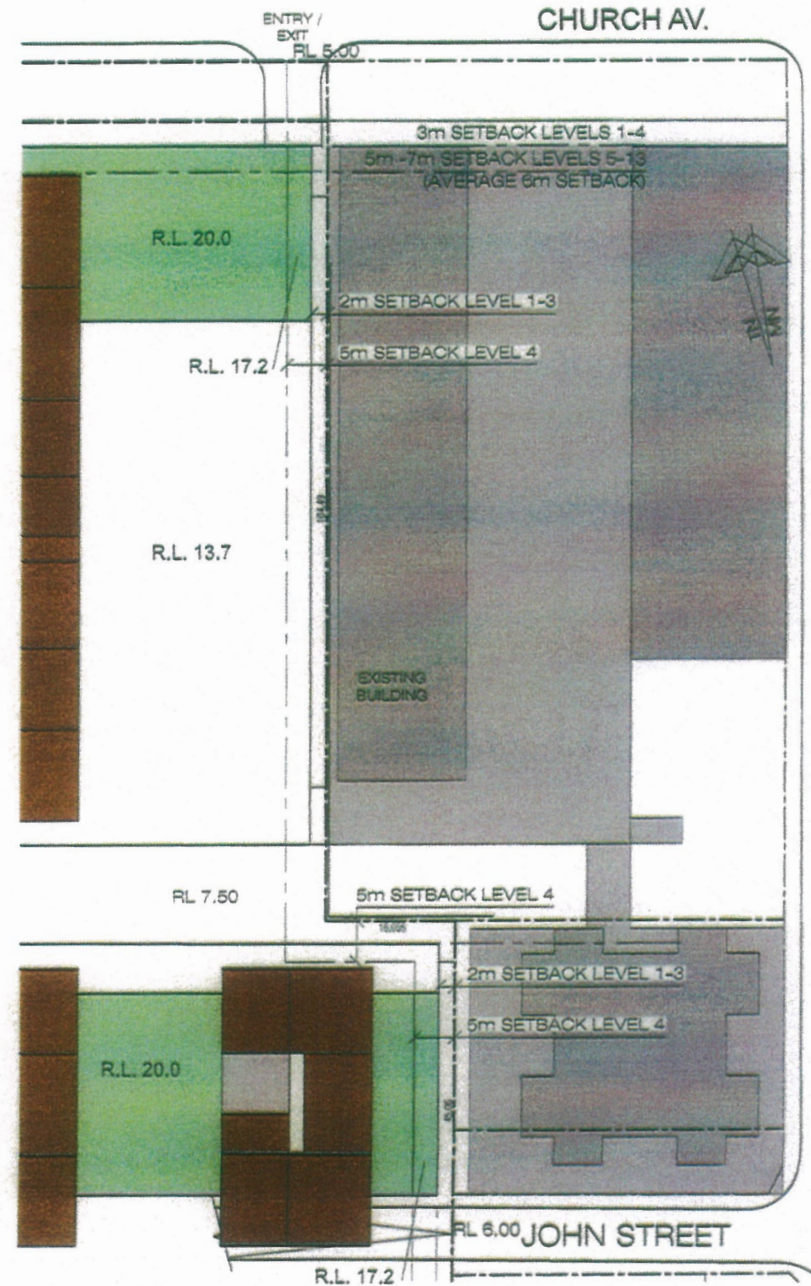 CHURCH AV.
ENTRY /
EXIT
RL 5.00
3m SETBACK LEVELS 1-4
5m -7m SETBACK LEVELS 5-13
(AVERAGE 6m SETBACK)
R.L. 20.0
TN
MN
2m SETBACK LEVEL 1-3
5m SETBACK LEVEL 4
R.L. 17.2
R.L. 13.7
EXISTING
BUILDING
RL 7.50
5m SETBACK LEVEL 4
2m SETBACK LEVEL 1-3
5m SETBACK LEVEL 4
R.L. 20.0
RL 6.00
JOHN STREET
R.L. 17.2